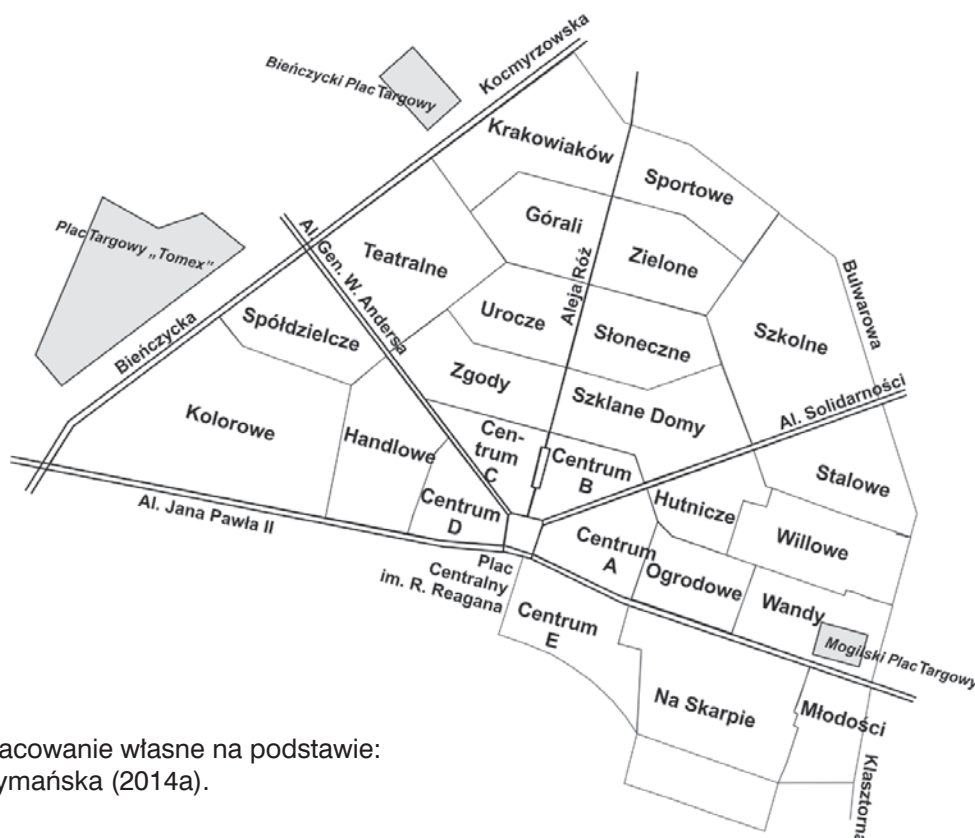 Kocmyrzowska
Bieńczycki Plac Targowy
Krakowiaków
Sportowe
Plac Targowy „Tomex”
Al. Gen. W. Andersa
Teatralne
Górali
Aleja Róż
Zielone
Bulwarowa
Bieńczycka
Spółdzielcze
Urocze
Słoneczne
Szkolne
Zgody
Szklane Domy
Al. Solidarności
Kolorowe
Handlowe
Cen-
trum
C
Centrum
B
Stalowe
Al. Jana Pawła II
Centrum
D
Hutnicze
Willowe
Centrum
A
Plac
Centralny
im. R. Reagana
Ogrodowe
Wandy
Centrum
E
Mogilski Plac Targowy
Na Skarpie
Młodości
Klasztorna
acowanie własne na podstawie:
ymańska (2014a).